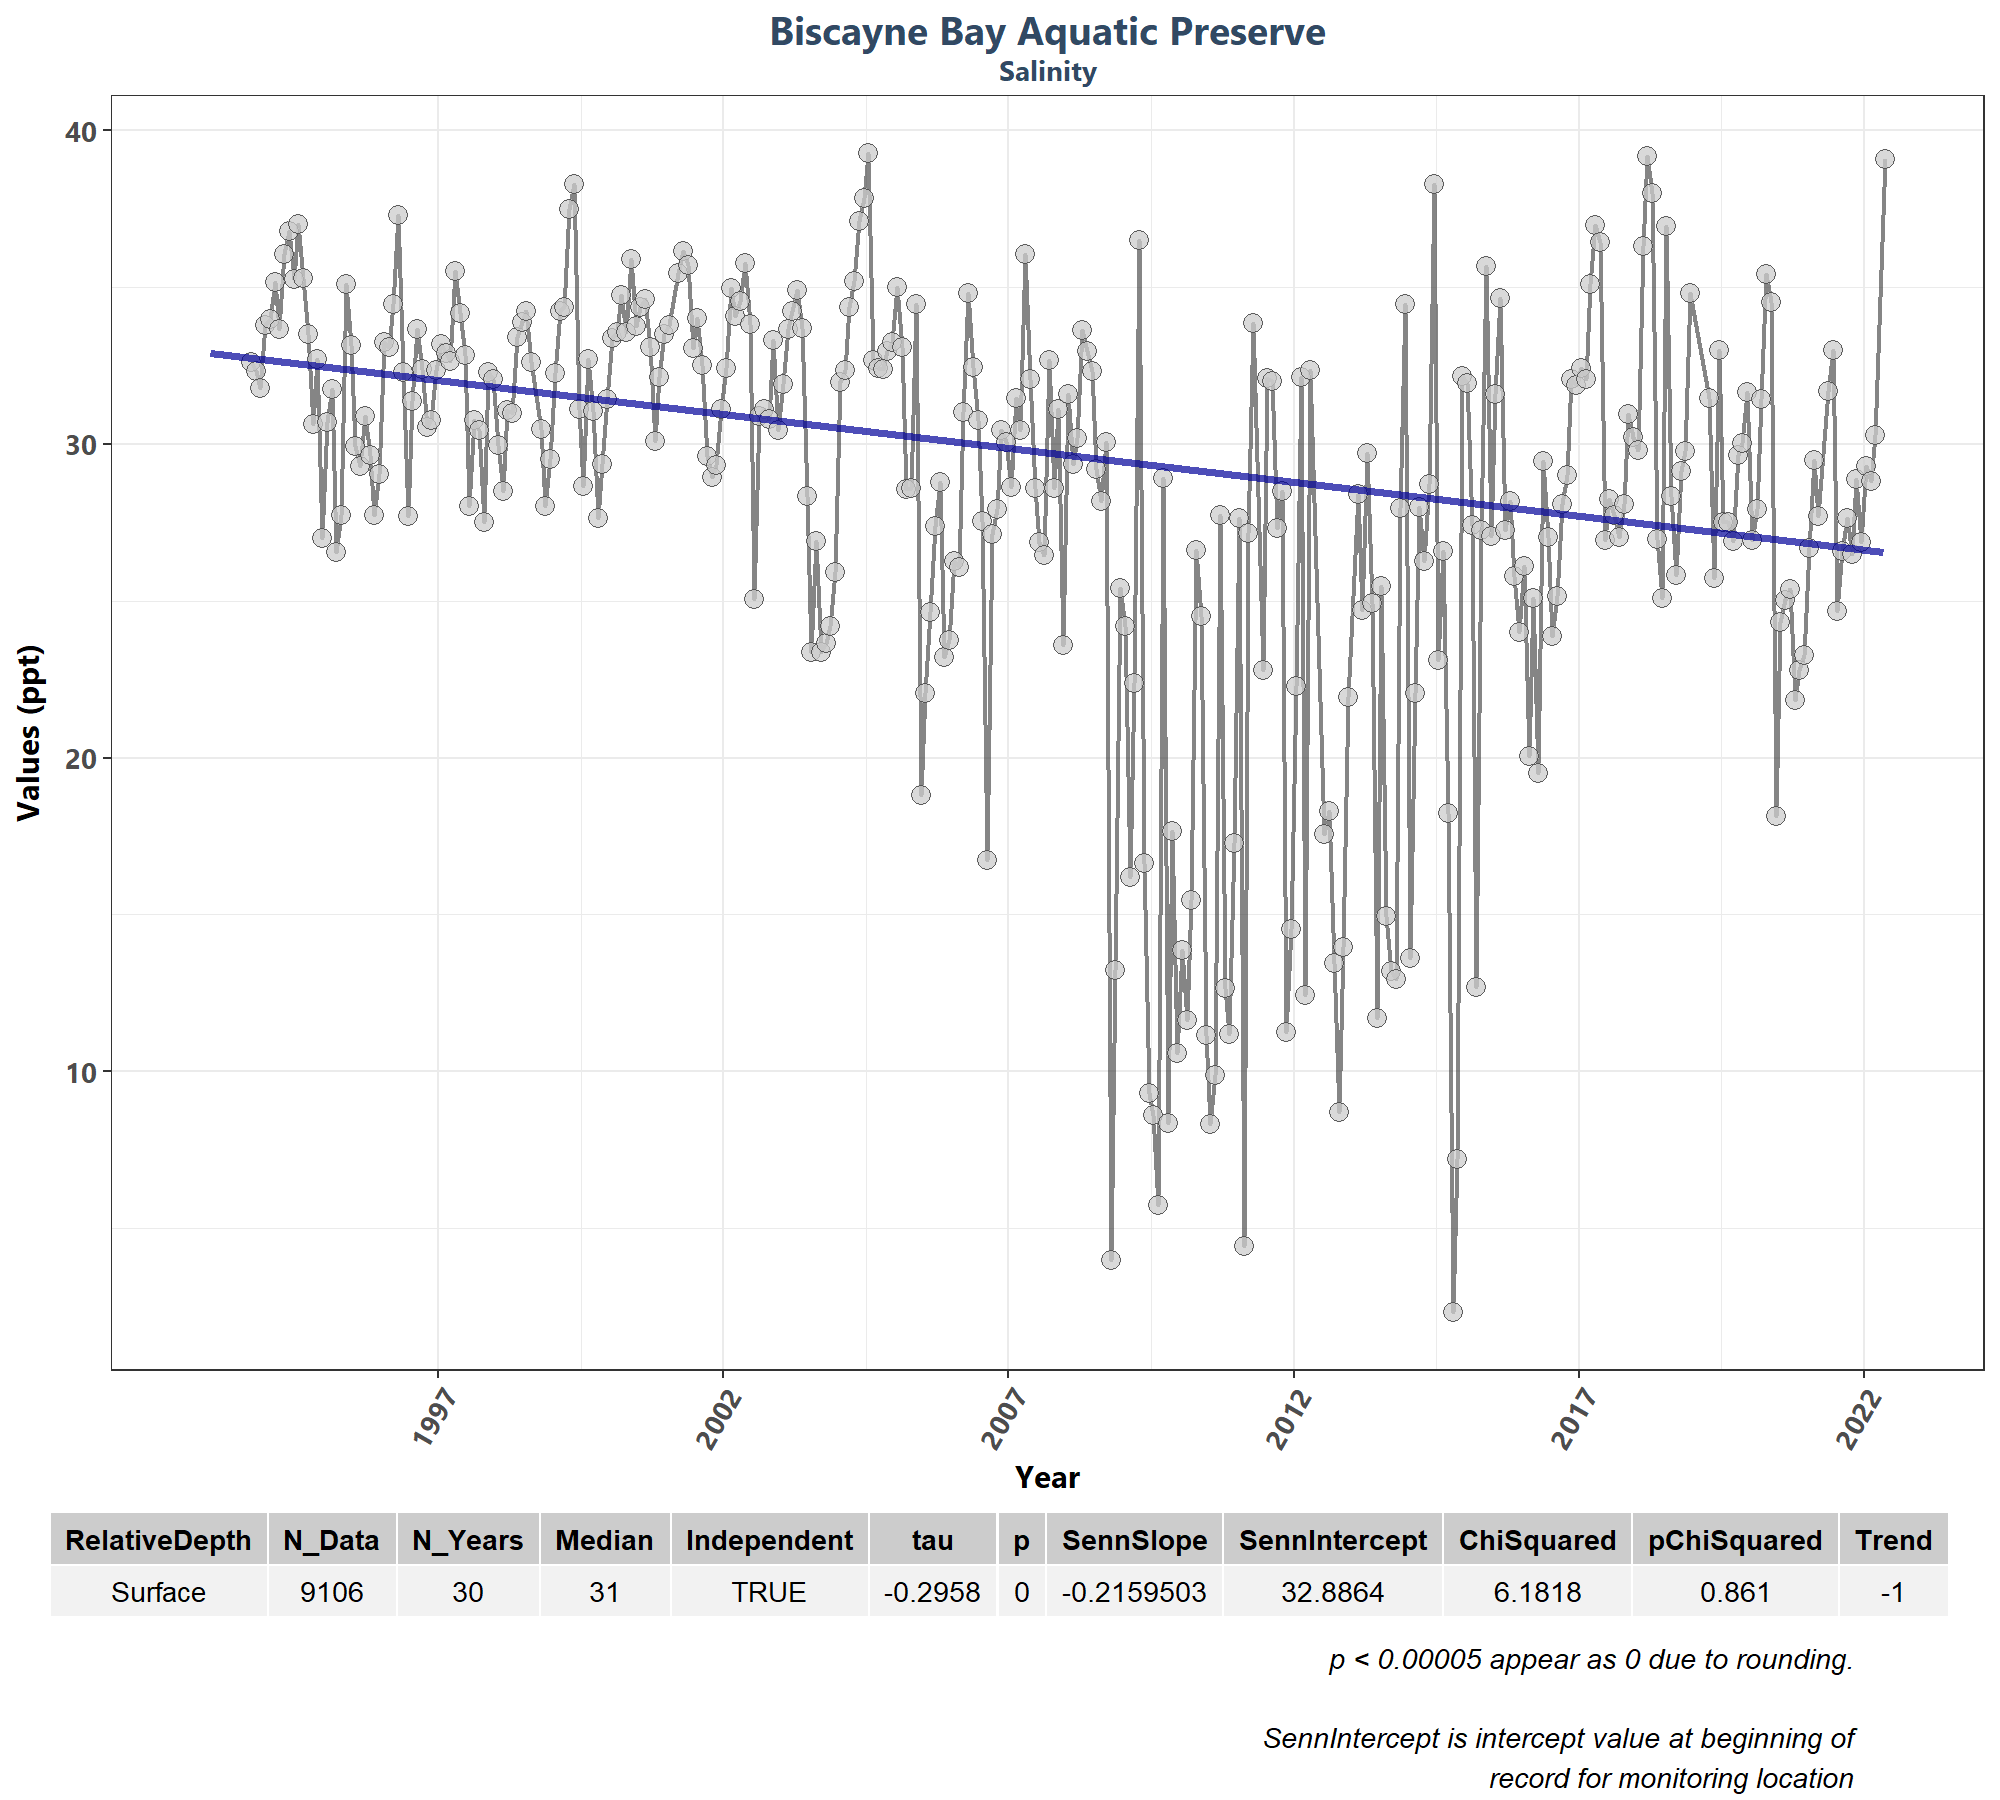 Biscayne Bay Aquatic Preserve
Salinity
40
30
20
10
Values (ppt)
1997
2002
2007
2012
2017
2022
Year
RelativeDepth N_Data N_Years Median Independent tau p SennSlope SennIntercept ChiSquared pChiSquared Trend
Surface 9106 30 31 TRUE -0.2958 0 -0.2159503 32.8864 6.1818 0.861 -1
p < 0.00005 appear as 0 due to rounding.
SennIntercept is intercept value at beginning of
record for monitoring location